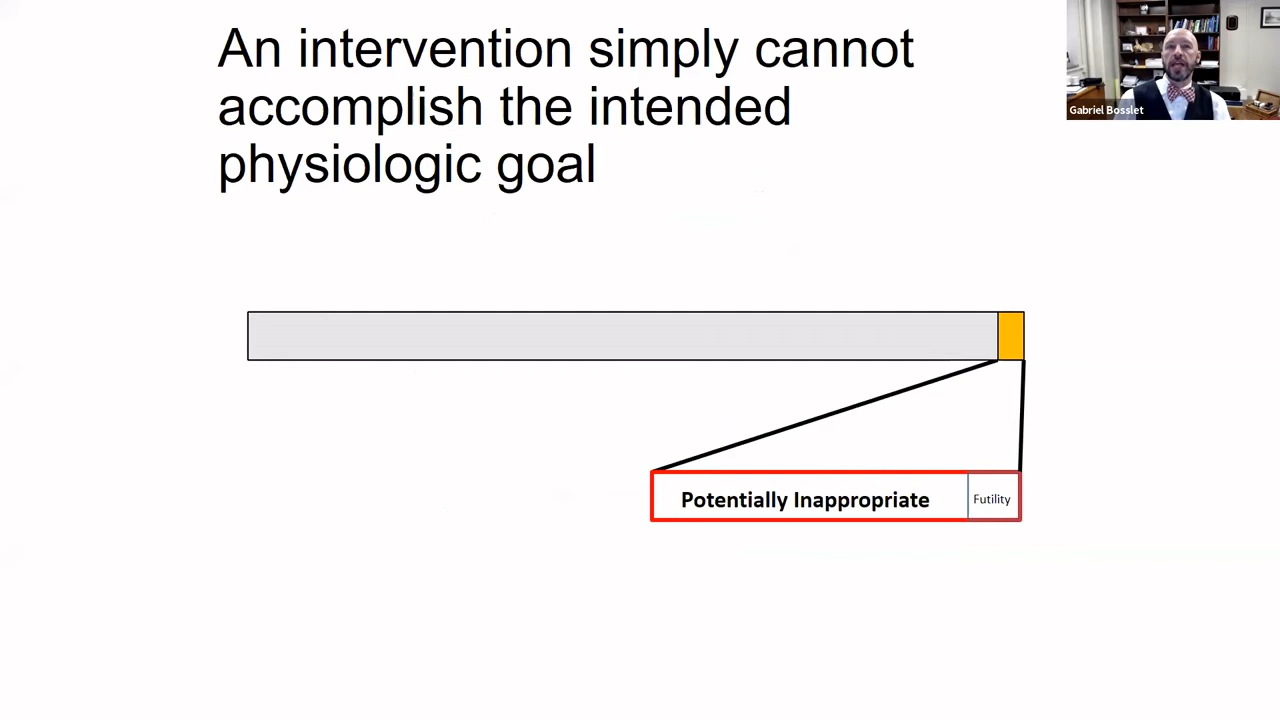 An intervention simply cannot
accomplish the intended
physiologic goal
Gabriel Bosslet
Potentially Inappropriate
Futility